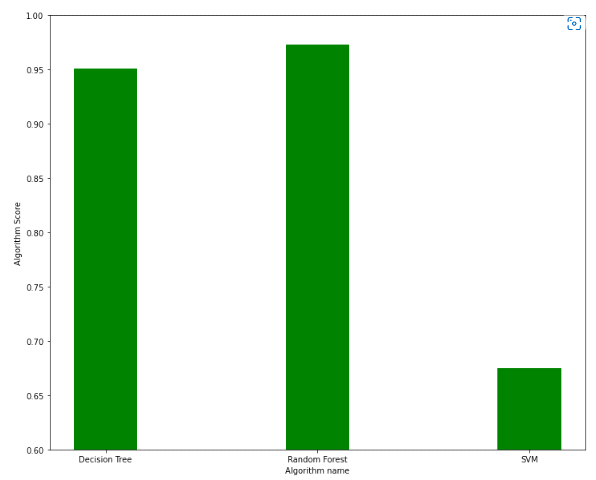 1.00
0.95
0.90
0.85
0.80
0.75
0.70
0.65
0.60
Algorithm Score
Decision Tree
Random Forest
SVM
Algorithm name